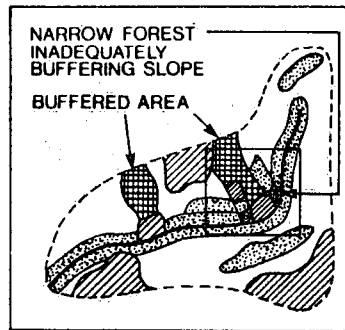 NARROW FOREST
INADEQUATELY
BUFFERING SLOPE
BUFFERED AREA